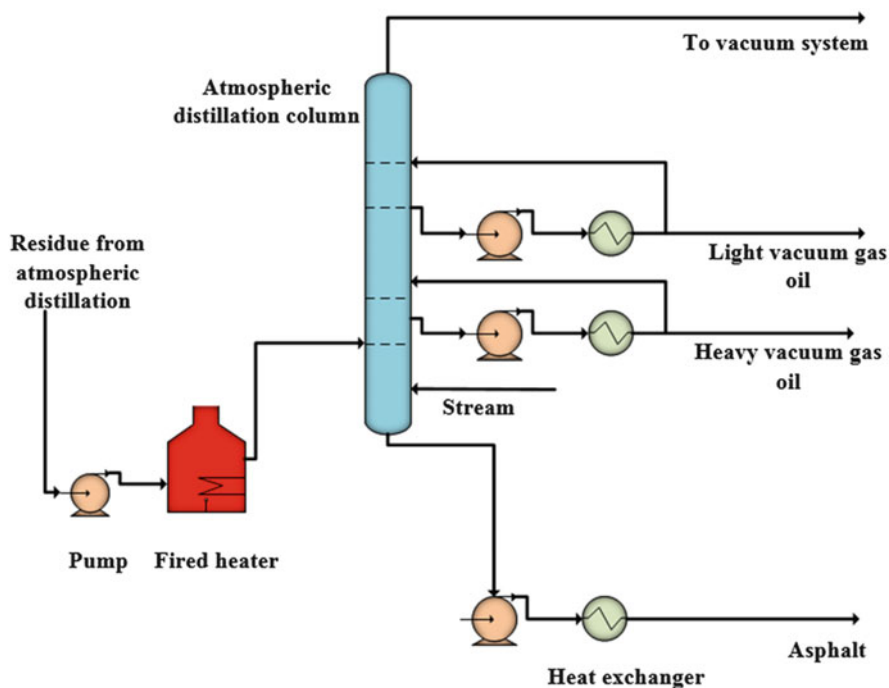 To vacuum system
Atmospheric
distillation column
Residue from
atmospheric
distillation
Light vacuum gas
oil
Heavy vacuum gas
oil
Stream
Pump
Fired heater
Asphalt
Heat exchanger